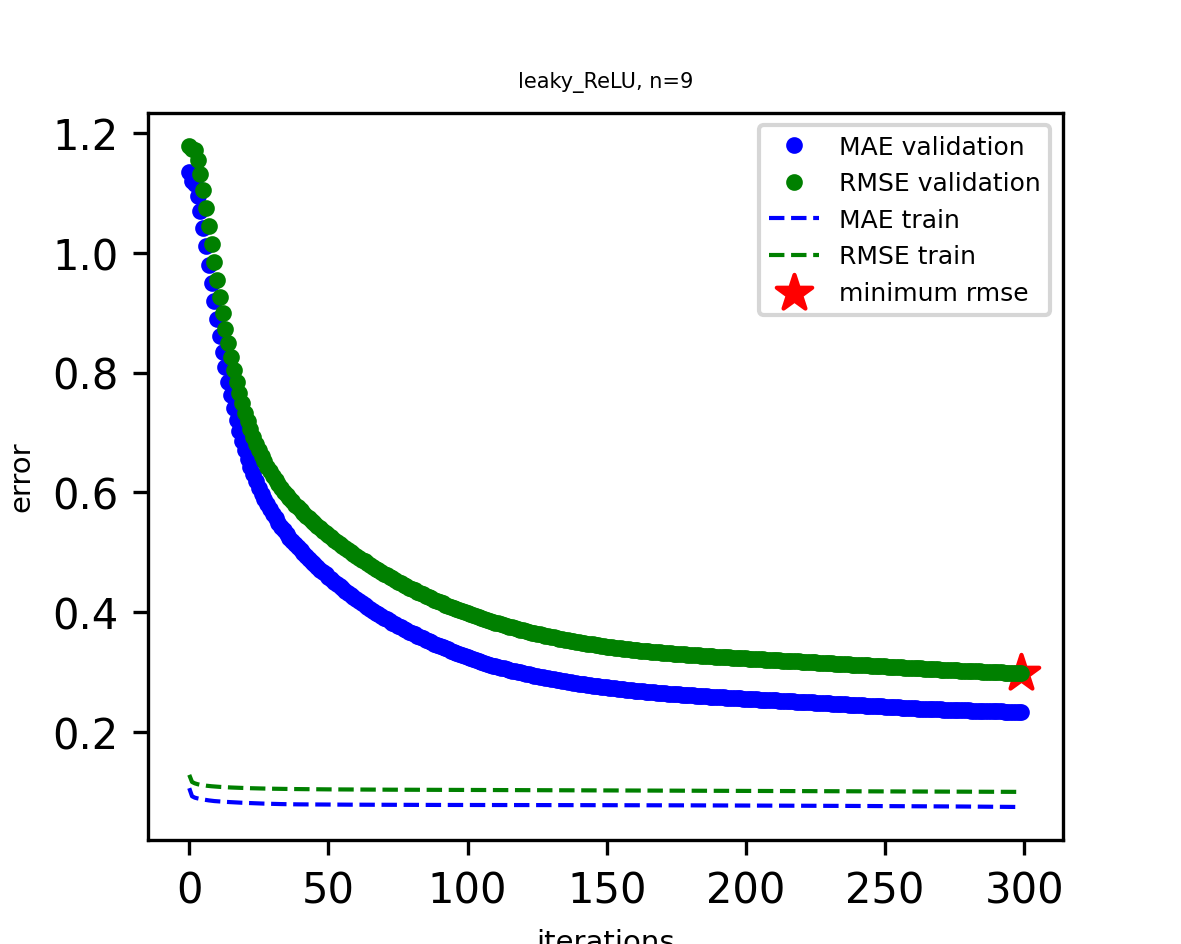 leaky_ReLU, n=9
1.2
1.0
0.8
0.6
0.4
0.2
error
MAE validation
RMSE validation
MAE train
RMSE train
minimum rmse
0 50 100 150 200 250 300
iterations